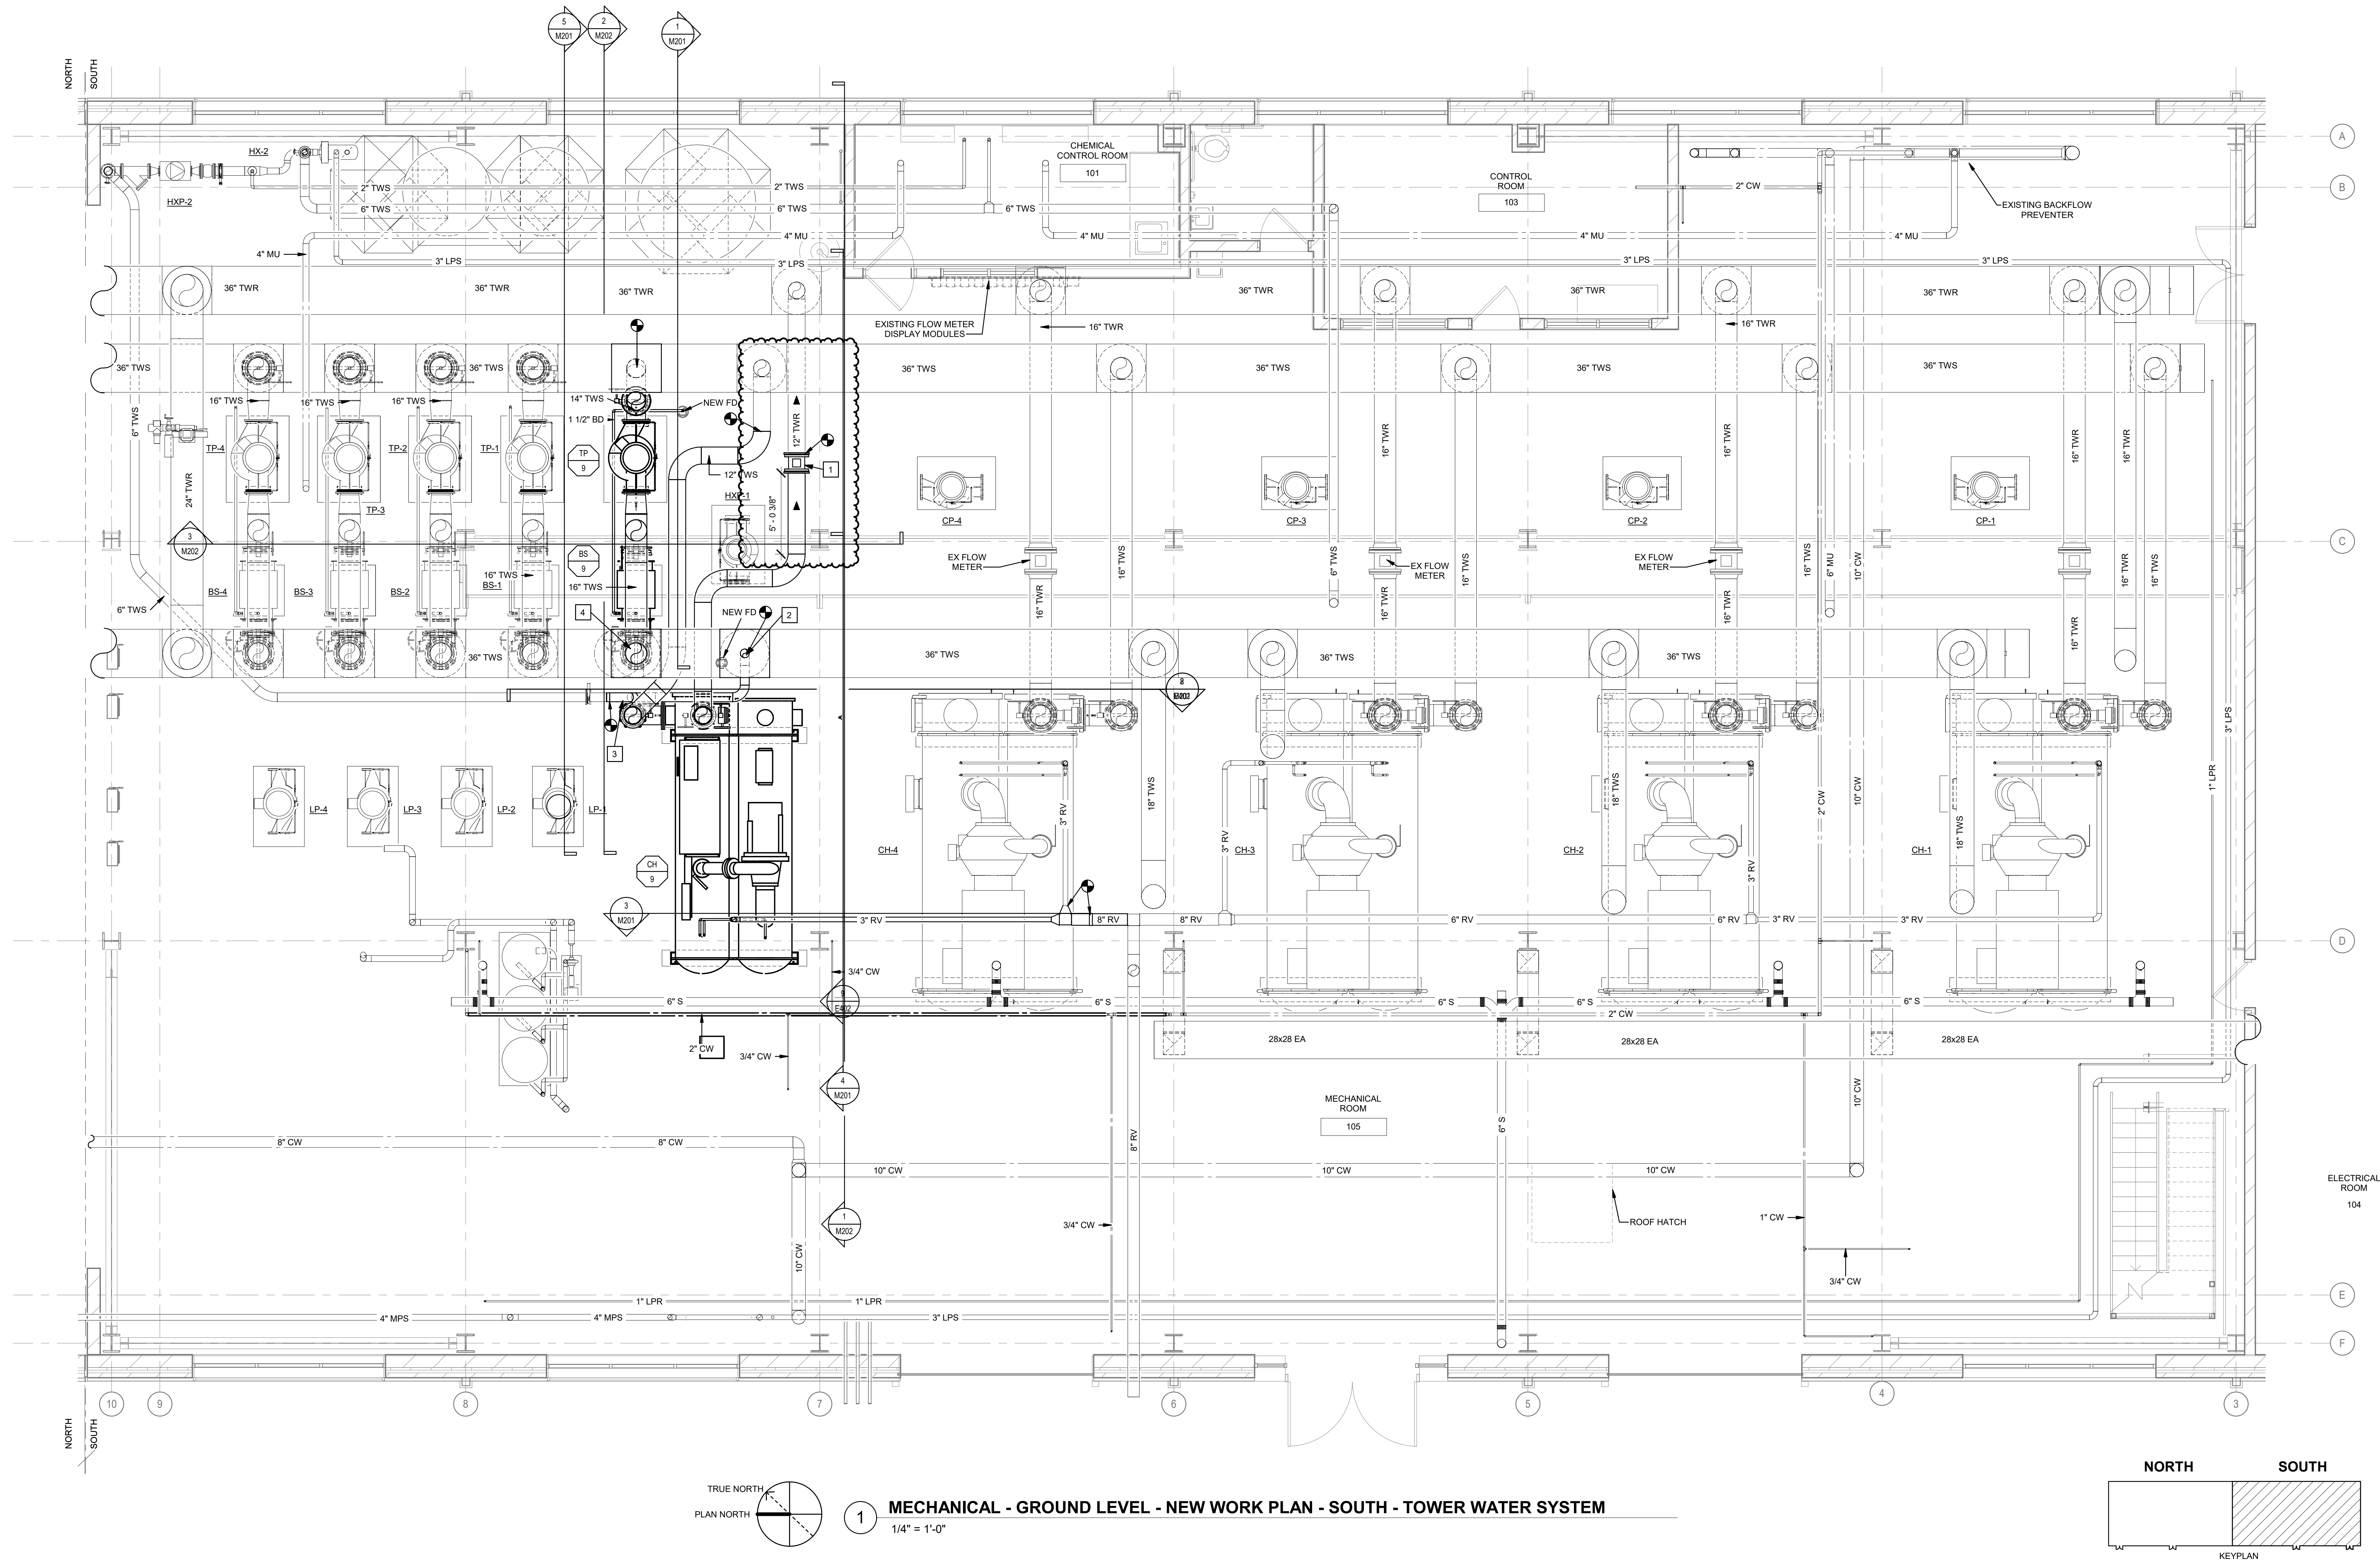 5
M201
2
M202
1
M201
NORTH
SOUTH
A
HX-2
CHEMICAL
CONTROL ROOM
101
CONTROL
ROOM
103
2" TWS
2" TWS
2" CW
B
HXP-2
6" TWS
6" TWS
6" TWS
EXISTING BACKFLOW
PREVENTER
4" MU
4" MU
4" MU
4" MU
4" MU
3" LPS
3" LPS
3" LPS
3" LPS
36" TWR
36" TWR
36" TWR
36" TWR
36" TWR
36" TWR
EXISTING FLOW METER
DISPLAY MODULES
16" TWR
16" TWR
36" TWS
36" TWS
36" TWS
36" TWS
36" TWS
36" TWS
16" TWS
16" TWS
16" TWS
14" TWS
NEW FD
1 1/2" BD
6" TWS
12" TWR
TP-4
TP-2
TP-1
TP
9
1
12" TWS
16" TWR
16" TWR
16" TWR
16" TWR
16" TWR
24" TWR
HXP-1
5' - 0 3/8"
TP-3
CP-4
CP-3
CP-2
CP-1
3
M202
C
BS
9
EX FLOW
METER
EX FLOW
METER
EX FLOW
METER
16" TWS
6" TWS
16" TWS
16" TWS
6" MU
10" CW
16" TWR
16" TWS
16" TWS
16" TWS
BS-4
BS-3
BS-2
BS-1
6" TWS
4
NEW FD
2
16" TWR
16" TWR
16" TWR
16" TWR
36" TWS
36" TWS
36" TWS
36" TWS
M202
3
3" LPS
1" LPR
18" TWS
18" TWS
18" TWS
10" CW
2" CW
LP-4
LP-3
LP-2
LP-1
3" RV
3" RV
3" RV
CH
9
CH-4
CH-3
CH-2
CH-1
3
M201
3" RV
8" RV
8" RV
6" RV
6" RV
3" RV
3" RV
D
3/4" CW
6" S
6" S
6" S
6" S
6" S
E402
2" CW
2" CW
3/4" CW
28x28 EA
28x28 EA
28x28 EA
4
M201
10" CW
MECHANICAL
ROOM
105
6" S
8" RV
8" CW
8" CW
10" CW
10" CW
10" CW
ELECTRICAL
ROOM
104
1
M202
3/4" CW
ROOF HATCH
1" CW
10" CW
3/4" CW
E
1" LPR
1" LPR
4" MPS
4" MPS
3" LPS
F
10
9
8
7
6
5
4
3
NORTH
SOUTH
TRUE NORTH
PLAN NORTH
1
MECHANICAL - GROUND LEVEL - NEW WORK PLAN - SOUTH - TOWER WATER SYSTEM
1/4" = 1'-0"
NORTH
SOUTH
KEYPLAN